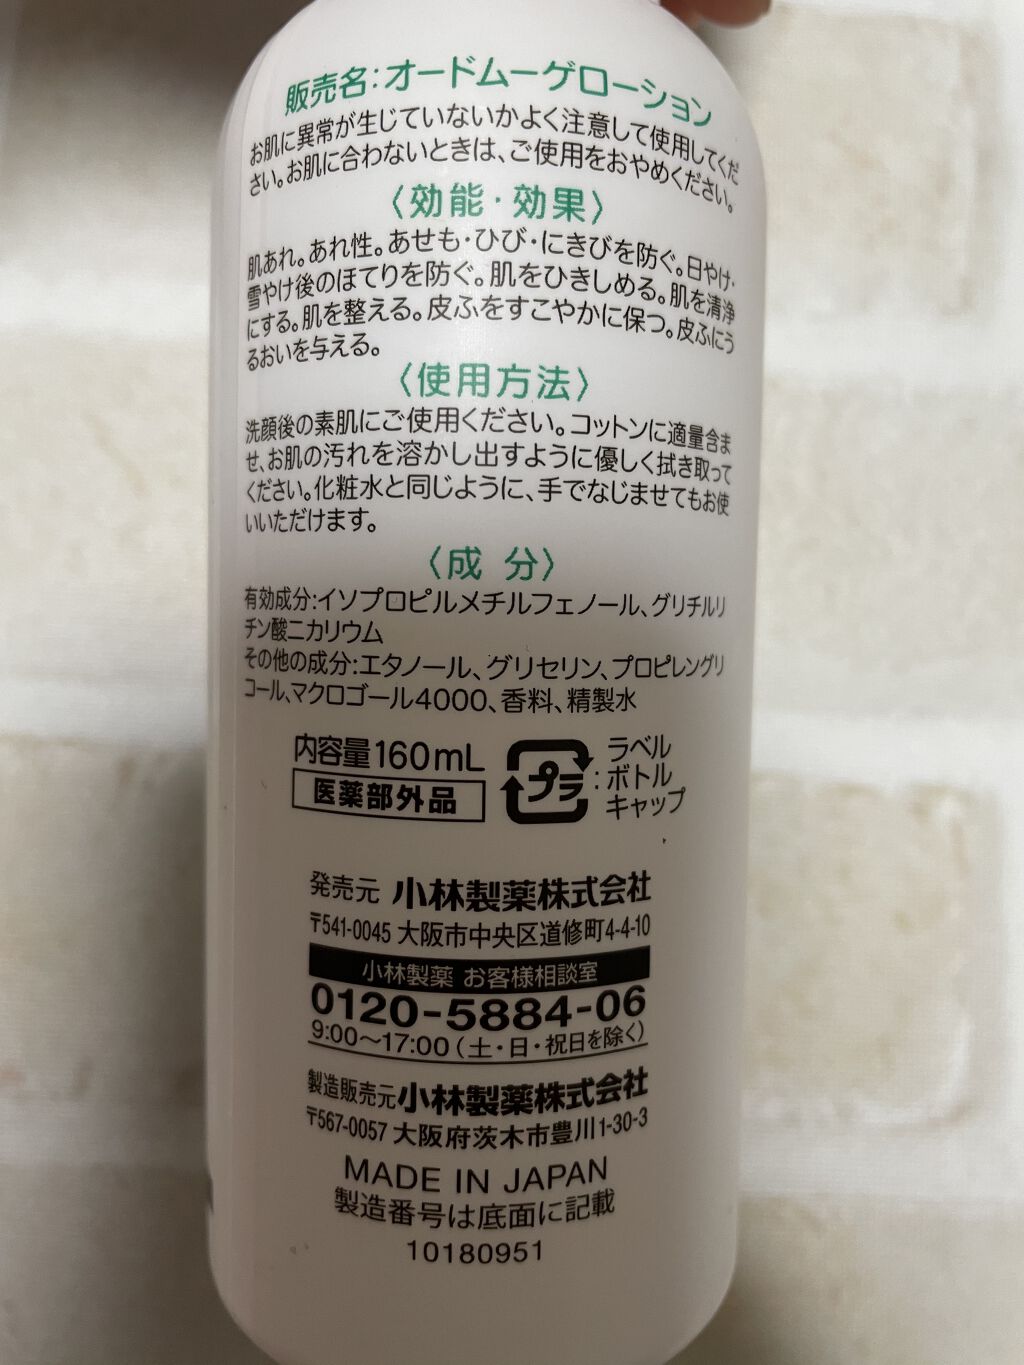 販売名:オードムーゲローション
お肌に異常が生じていないかよく注意して使用してくだ
さい。お肌に合わないときは、ご使用をおやめください。
〈効能・効果〉
肌あれ。あれ性。あせも・ひび・にきびを防ぐ。日やけ・
雪やけ後のほてりを防ぐ。肌をひきしめる。肌を清浄
にする。肌を整える。皮ふをすこやかに保つ。皮ふにう
るおいを与える。
〈使用方法〉
洗顔後の素肌にご使用ください。コットンに適量含ま
せ、お肌の汚れを溶かし出すように優しく拭き取って
ください。化粧水と同じように、手でなじませてもお使
いいただけます。
〈成 分〉
有効成分:イソプロピルメチルフェノール、グリチルリ
チン酸ニカリウム
その他の成分:エタノール、グリセリン、プロピレングリ
コール、マクロゴール4000、香料、精製水
内容量160mL
医薬部外品
プラ
:
ラベル
ボトル
キャップ
発売元 小林製薬株式会社
〒541-0045 大阪市中央区道修町4-4-10
小林製薬 お客様相談室
0120-5884-06
9:00~17:00(土・日・祝日を除く)
製造販売元小林製薬株式会社
〒567-0057 大阪府茨木市豊川1-30-3
MADE IN JAPAN
製造番号は底面に記載
10180951